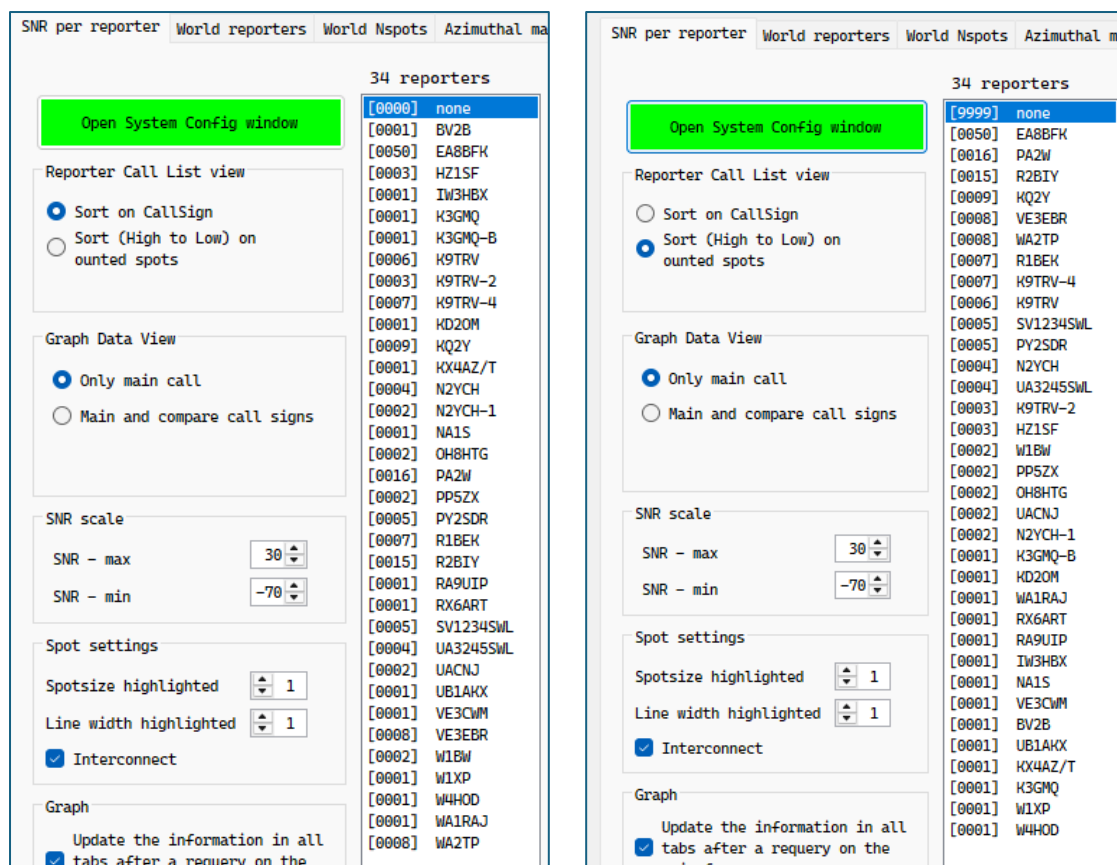 SNR per reporter World reporters World Nspots Azimuthal ma
34 reporters
Open System Config window
Reporter Call List view
Sort on CallSign
Sort (High to Low) on
ounted spots
Graph Data View
Only main call
Main and compare call signs
SNR scale
SNR - max 30
SNR - min -70
Spot settings
Spotsize highlighted 1
Line width highlighted 1
Interconnect
Graph
Update the information in all
tabs after a requery on the
[0000] none
[0001] BV2B
[0050] EA8BFK
[0003] HZ1SF
[0001] IW3HBX
[0001] K3GMQ
[0001] K3GMQ-B
[0006] K9TRV
[0003] K9TRV-2
[0007] K9TRV-4
[0001] KD2OM
[0009] KQ2Y
[0001] KX4AZ/T
[0004] N2YCH
[0002] N2YCH-1
[0001] NA1S
[0002] OH8HTG
[0016] PA2W
[0002] PP5ZX
[0005] PY2SDR
[0007] R1BEK
[0015] R2BIY
[0001] RA9UIP
[0001] RX6ART
[0005] SV1234SWL
[0004] UA3245SWL
[0002] UACNJ
[0001] UB1AKX
[0001] VE3CWM
[0008] VE3EBR
[0002] W1BW
[0001] W1XP
[0001] W4HOD
[0001] WA1RAJ
[0008] WA2TP
SNR per reporter World reporters World Nspots Azimuthal m
34 reporters
Open System Config window
Reporter Call List view
Sort on CallSign
Sort (High to Low) on
ounted spots
Graph Data View
Only main call
Main and compare call signs
SNR scale
SNR - max 30
SNR - min -70
Spot settings
Spotsize highlighted 1
Line width highlighted 1
Interconnect
Graph
Update the information in all
tabs after a requery on the
[9999] none
[0050] EA8BFK
[0016] PA2W
[0015] R2BIY
[0009] KQ2Y
[0008] VE3EBR
[0008] WA2TP
[0007] R1BEK
[0007] K9TRV-4
[0006] K9TRV
[0005] SV1234SWL
[0005] PY2SDR
[0004] N2YCH
[0004] UA3245SWL
[0003] K9TRV-2
[0003] HZ1SF
[0002] W1BW
[0002] PP5ZX
[0002] OH8HTG
[0002] UACNJ
[0002] N2YCH-1
[0001] K3GMQ-B
[0001] KD2OM
[0001] WA1RAJ
[0001] RX6ART
[0001] RA9UIP
[0001] IW3HBX
[0001] NA1S
[0001] VE3CWM
[0001] BV2B
[0001] UB1AKX
[0001] KX4AZ/T
[0001] K3GMQ
[0001] W1XP
[0001] W4HOD